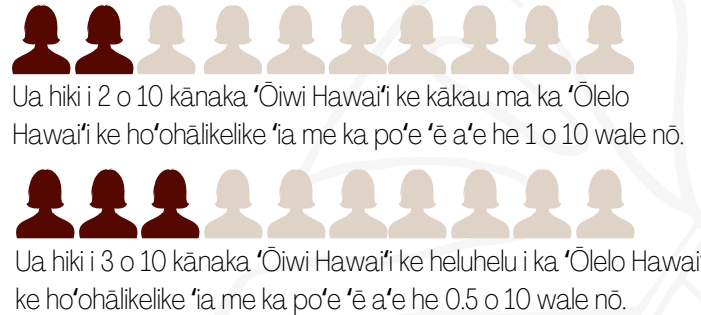 Ua hiki i 2 o 10 kānaka ʻŌiwi Hawaiʻi ke kākau ma ka ʻŌlelo
Hawaiʻi ke hoʻohālikelike ʻia me ka poʻe ʻē aʻe he 1 o 10 wale nō.
Ua hiki i 3 o 10 kānaka ʻŌiwi Hawaiʻi ke heluhelu i ka ʻŌlelo Hawaiʻ
ke hoʻohālikelike ʻia me ka poʻe ʻē aʻe he 0.5 o 10 wale nō.